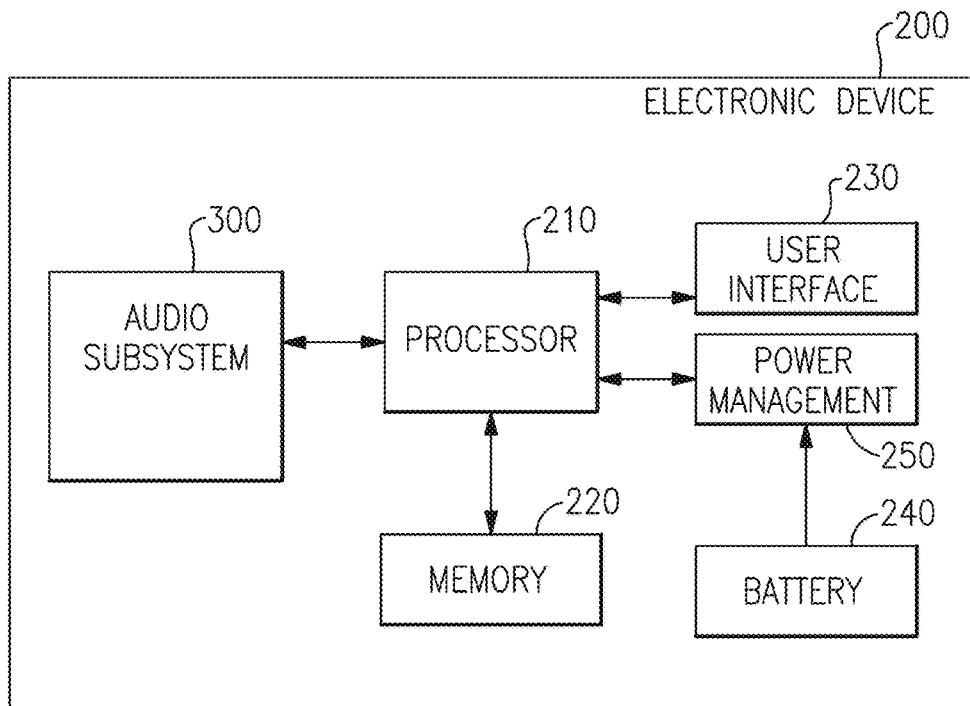 200
ELECTRONIC DEVICE
300
AUDIO
SUBSYSTEM
210
PROCESSOR
230
USER
INTERFACE
POWER
MANAGEMENT
250
220
MEMORY
240
BATTERY